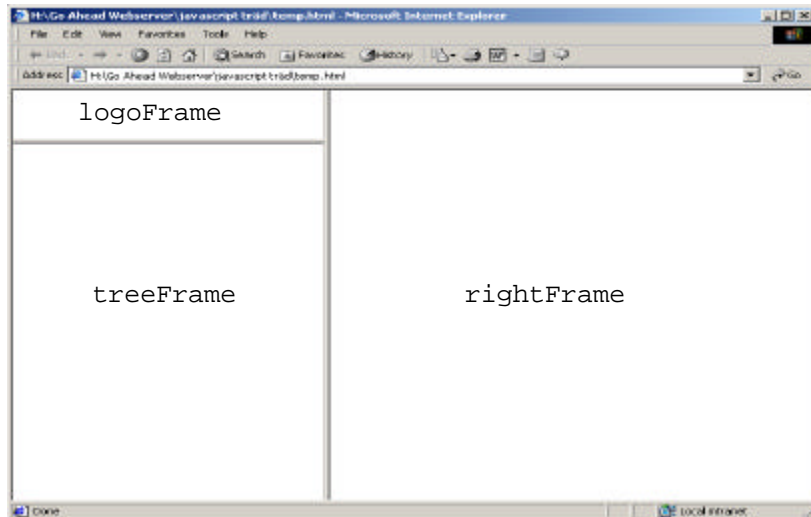 H:\Go Ahead Webserver\javascript träd\temp.html - Microsoft Internet Explorer
File Edit View Favorites Tools Help
Search Favorites History
Address H:\Go Ahead Webserver\javascript träd\temp.html Go
logoFrame
treeFrame
rightFrame
Done
Local intranet